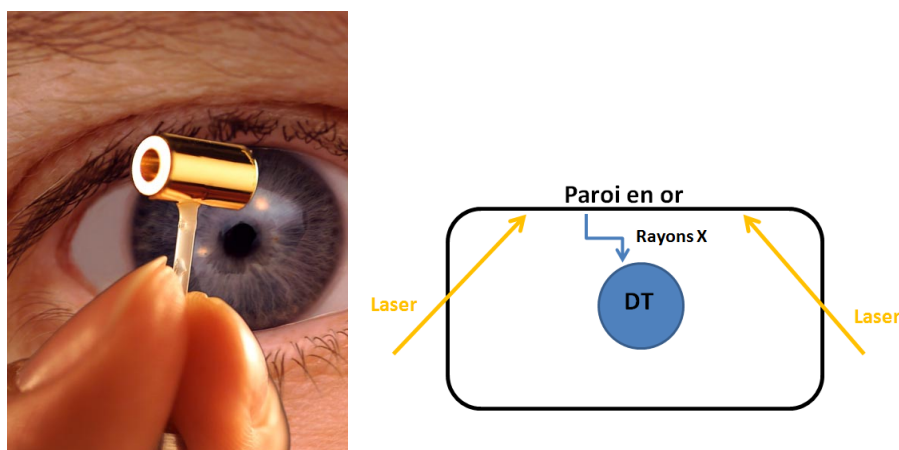 Paroi en or
Rayons X
DT
Laser
Laser